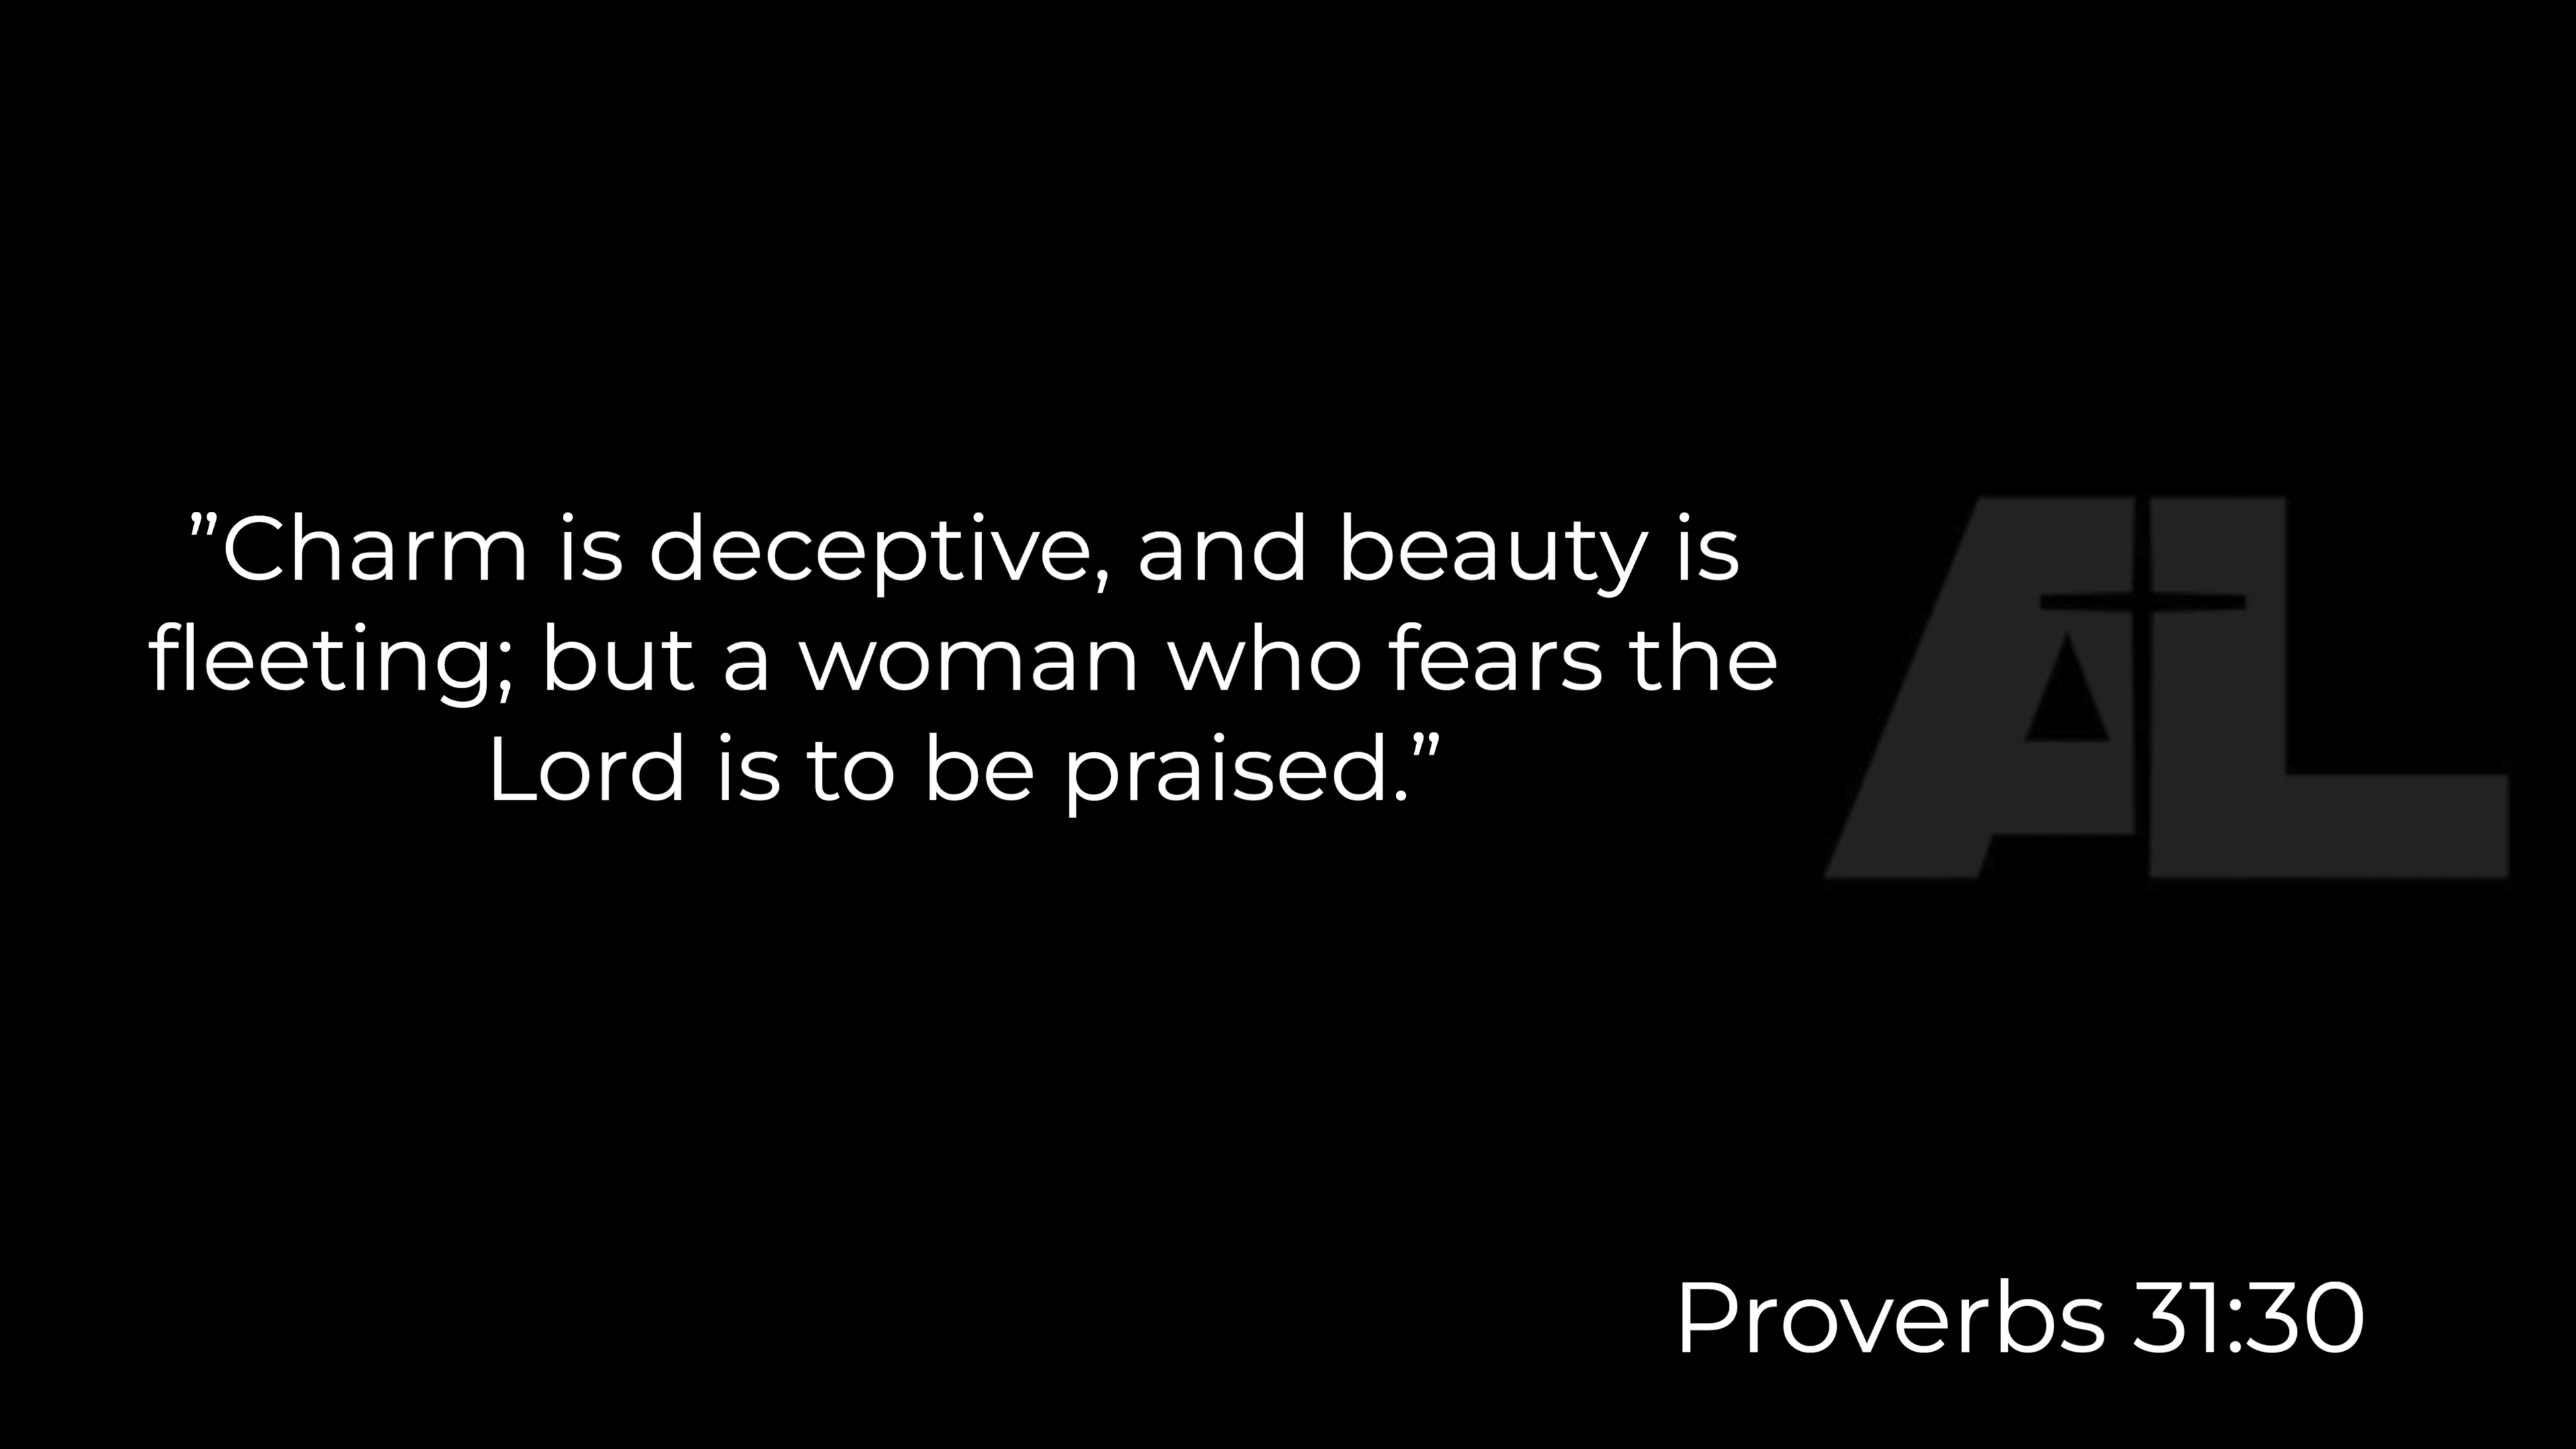 ”Charm is deceptive, and beauty is
fleeting; but a woman who fears the
Lord is to be praised.”
AL
Proverbs 31:30